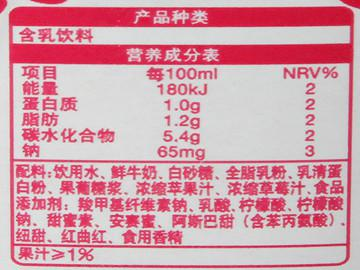 产品种类
含乳饮料
营养成分表
项目 每100ml NRV%
能量 180kJ 2
蛋白质 1.0g 2
脂肪 1.2g 2
碳水化合物 5.4g 2
钠 65mg 3
配料：饮用水、鲜牛奶、白砂糖、全脂乳粉、乳清蛋
白粉、果葡糖浆、浓缩苹果汁、浓缩草莓汁、食品
添加剂：羧甲基纤维素钠、乳酸、柠檬酸、柠檬酸
钠、甜蜜素、安赛蜜、阿斯巴甜（含苯丙氨酸）、
纽甜、红曲红、食用香精
果汁≥1%